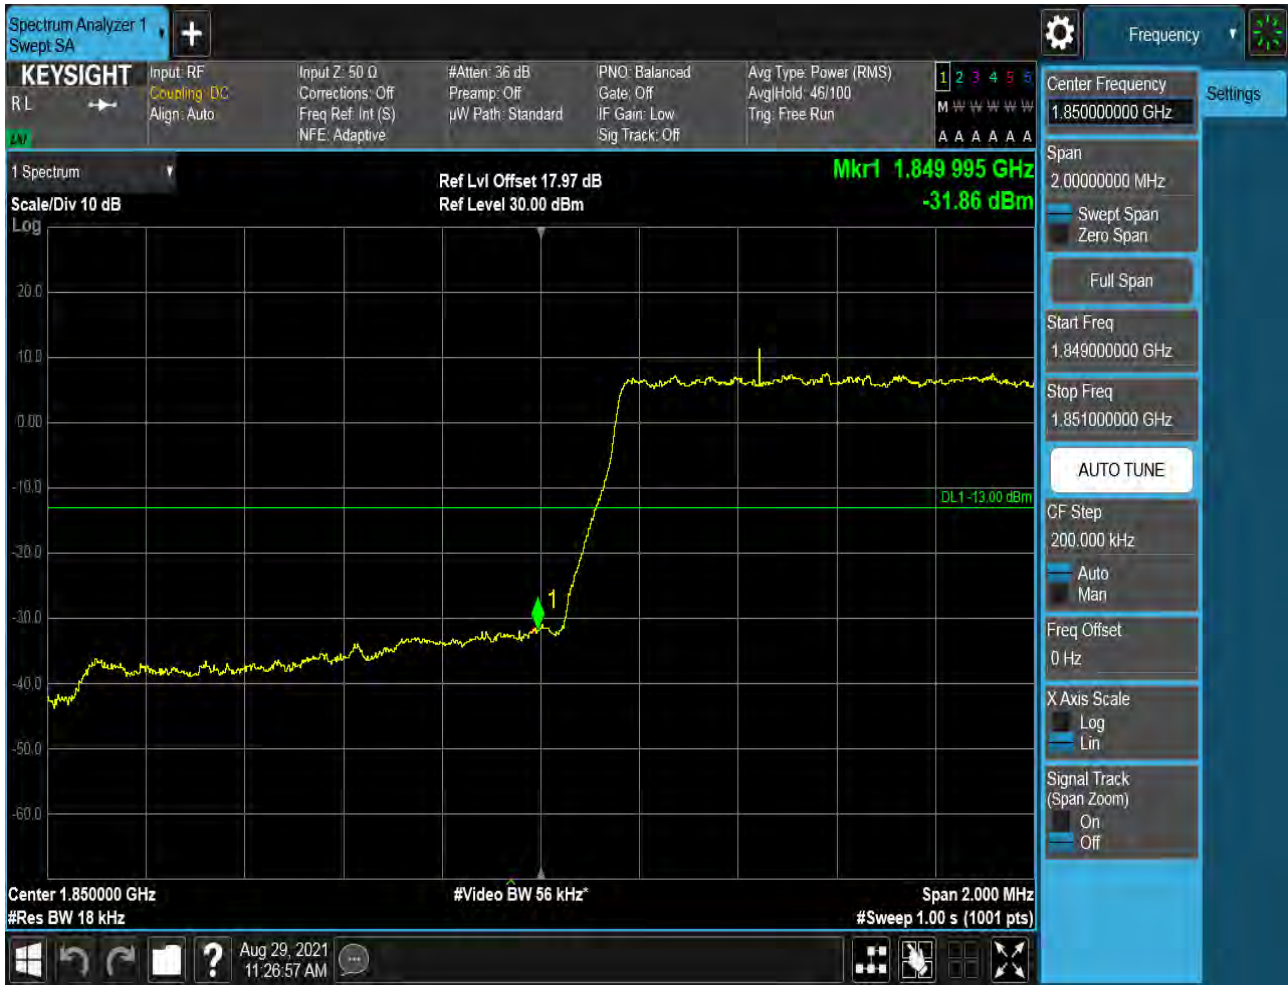 Spectrum Analyzer 1
Swept SA
Frequency
KEYSIGHT
R L
Input: RF
Coupling: DC
Align: Auto
Input Z: 50 Ω
Corrections: Off
Freq Ref: Int (S)
NFE: Adaptive
#Atten: 36 dB
Preamp: Off
µW Path: Standard
PNO: Balanced
Gate: Off
IF Gain: Low
Sig Track: Off
Avg Type: Power (RMS)
Avg|Hold: 46/100
Trig: Free Run
1 2 3 4 5 6
M W W W W W
A A A A A A
1 Spectrum
Scale/Div 10 dB
Log
Ref Lvl Offset 17.97 dB
Ref Level 30.00 dBm
Mkr1 1.849 995 GHz
-31.86 dBm
20.0
10.0
0.00
-10.0
-20.0
-30.0
-40.0
-50.0
-60.0
DL1 -13.00 dBm
1
Center 1.850000 GHz
#Res BW 18 kHz
#Video BW 56 kHz*
Span 2.000 MHz
#Sweep 1.00 s (1001 pts)
Aug 29, 2021
11:26:57 AM
?
Center Frequency
1.850000000 GHz
Settings
Span
2.00000000 MHz
Swept Span
Zero Span
Full Span
Start Freq
1.849000000 GHz
Stop Freq
1.851000000 GHz
AUTO TUNE
CF Step
200.000 kHz
Auto
Man
Freq Offset
0 Hz
X Axis Scale
Log
Lin
Signal Track
(Span Zoom)
On
Off